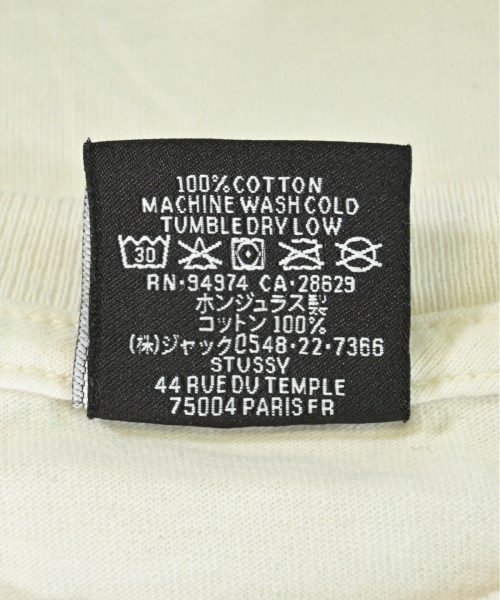 100% COTTON
MACHINE WASH COLD
TUMBLE DRY LOW
30
RN·94974 CA·28629
ホンジュラス製
コットン 100%
(株)ジャック0548·22·7366
STUSSY
44 RUE DU TEMPLE
75004 PARIS FR